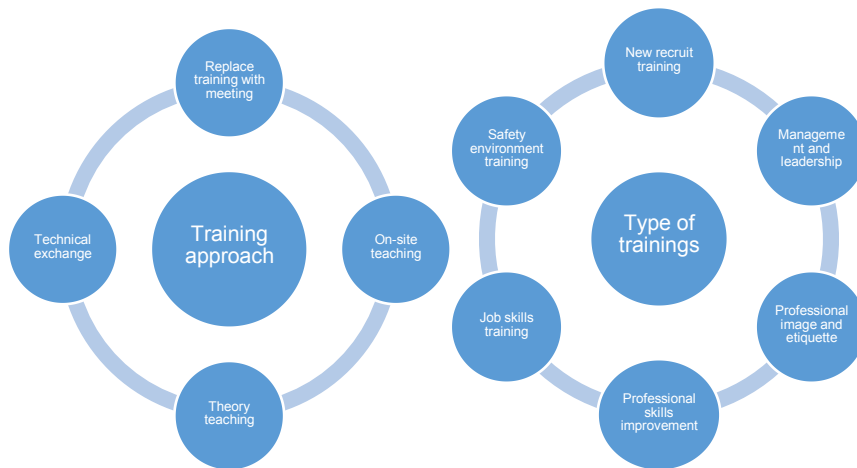 Replace
training with
meeting
Technical
exchange
Training
approach
On-site
teaching
Theory
teaching
New recruit
training
Safety
environment
training
Manageme
nt and
leadership
Type of
trainings
Job skills
training
Professional
image and
etiquette
Professional
skills
improvement